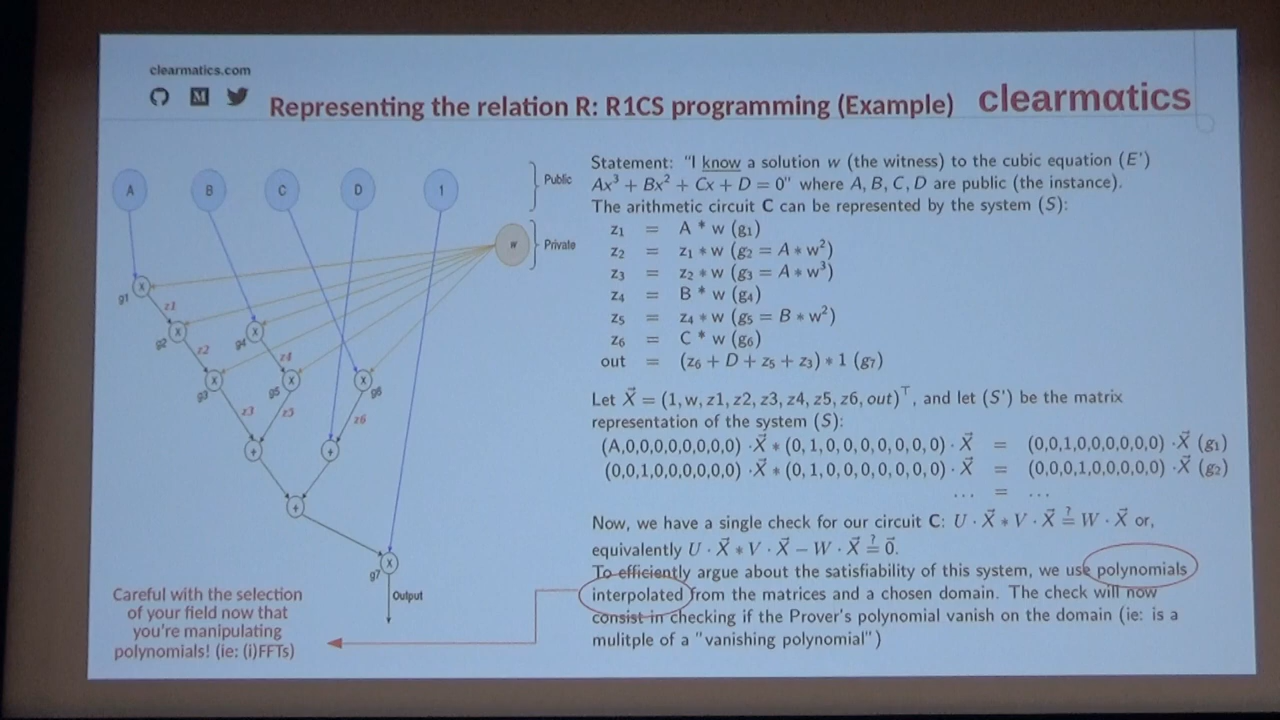 clearmatics.com
Representing the relation R: R1CS programming (Example)
clearmαtics
A
B
C
D
1
Public
w
Private
x
g1
z1
x
g2
z2
x
g4
z4
x
g3
z3
x
g5
z3
x
g6
z6
+
+
+
x
g7
Output
Careful with the selection
of your field now that
you're manipulating
polynomials! (ie: (i)FFTs)
Statement: "I know a solution w (the witness) to the cubic equation (E')
Ax³ + Bx² + Cx + D = 0" where A, B, C, D are public (the instance).
The arithmetic circuit C can be represented by the system (S):
z₁ = A * w (g₁)
z₂ = z₁ * w (g₂ = A * w²)
z₃ = z₂ * w (g₃ = A * w³)
z₄ = B * w (g₄)
z₅ = z₄ * w (g₅ = B * w²)
z₆ = C * w (g₆)
out = (z₆ + D + z₅ + z₃) * 1 (g₇)
Let X⃗ = (1, w, z1, z2, z3, z4, z5, z6, out)ᵀ, and let (S') be the matrix
representation of the system (S):
(A,0,0,0,0,0,0,0,0) · X⃗ * (0, 1, 0, 0, 0, 0, 0, 0, 0) · X⃗ = (0,0,1,0,0,0,0,0,0) · X⃗ (g₁)
(0,0,1,0,0,0,0,0,0) · X⃗ * (0, 1, 0, 0, 0, 0, 0, 0, 0) · X⃗ = (0,0,0,1,0,0,0,0,0) · X⃗ (g₂)
... = ...
Now, we have a single check for our circuit C: U · X⃗ * V · X⃗ ≟ W · X⃗ or,
equivalently U · X⃗ * V · X⃗ − W · X⃗ ≟ 0⃗.
To efficiently argue about the satisfiability of this system, we use polynomials
interpolated from the matrices and a chosen domain. The check will now
consist in checking if the Prover's polynomial vanish on the domain (ie: is a
mulitple of a "vanishing polynomial")